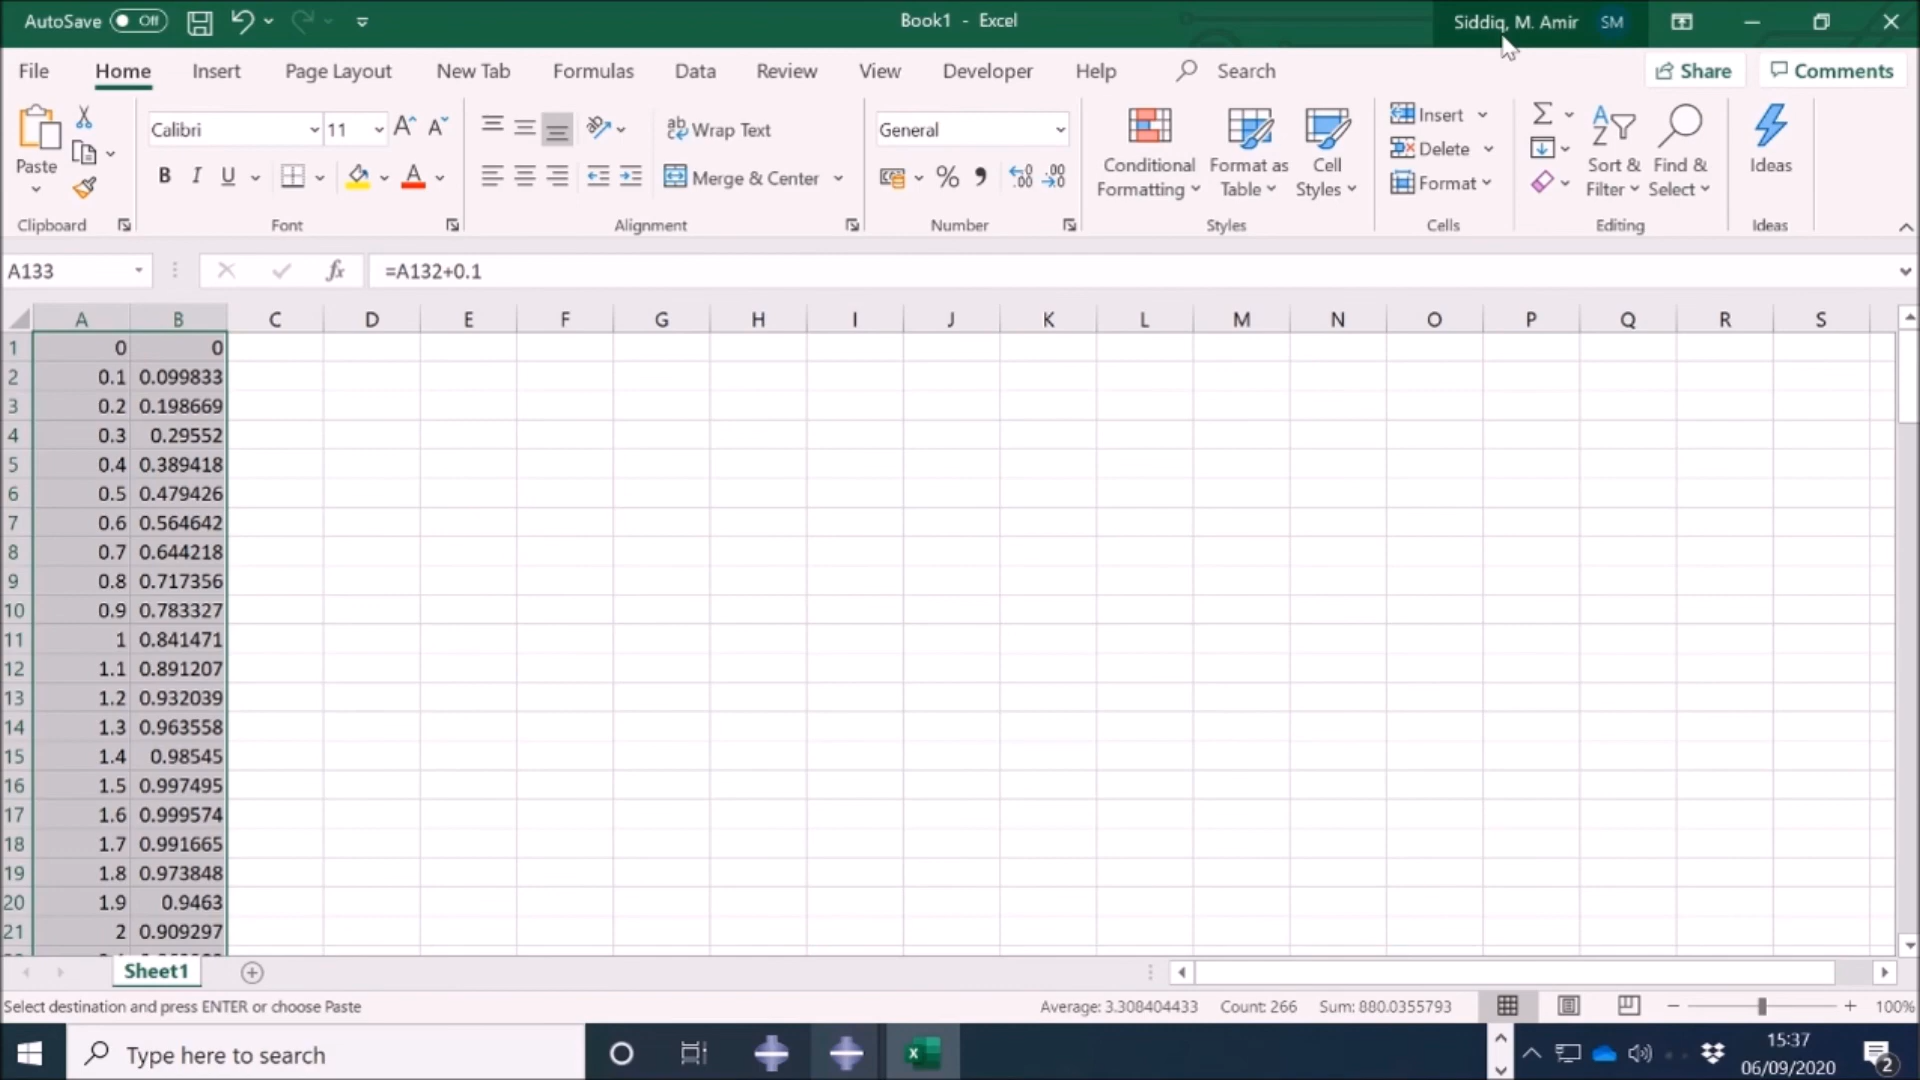 AutoSave Off Book1 - Excel Siddiq, M. Amir SM
File Home Insert Page Layout New Tab Formulas Data Review View Developer Help Search Share Comments
Paste
Calibri 11
B I U
Wrap Text
Merge & Center
General
Conditional Formatting
Format as Table
Cell Styles
Insert
Delete
Format
Sort & Filter
Find & Select
Ideas
Clipboard Font Alignment Number Styles Cells Editing Ideas
A133 fx =A132+0.1
A B C D E F G H I J K L M N O P Q R S
1 0 0
2 0.1 0.099833
3 0.2 0.198669
4 0.3 0.29552
5 0.4 0.389418
6 0.5 0.479426
7 0.6 0.564642
8 0.7 0.644218
9 0.8 0.717356
10 0.9 0.783327
11 1 0.841471
12 1.1 0.891207
13 1.2 0.932039
14 1.3 0.963558
15 1.4 0.98545
16 1.5 0.997495
17 1.6 0.999574
18 1.7 0.991665
19 1.8 0.973848
20 1.9 0.9463
21 2 0.909297
Sheet1
Select destination and press ENTER or choose Paste Average: 3.308404433 Count: 266 Sum: 880.0355793 100%
Type here to search
15:37
06/09/2020
2